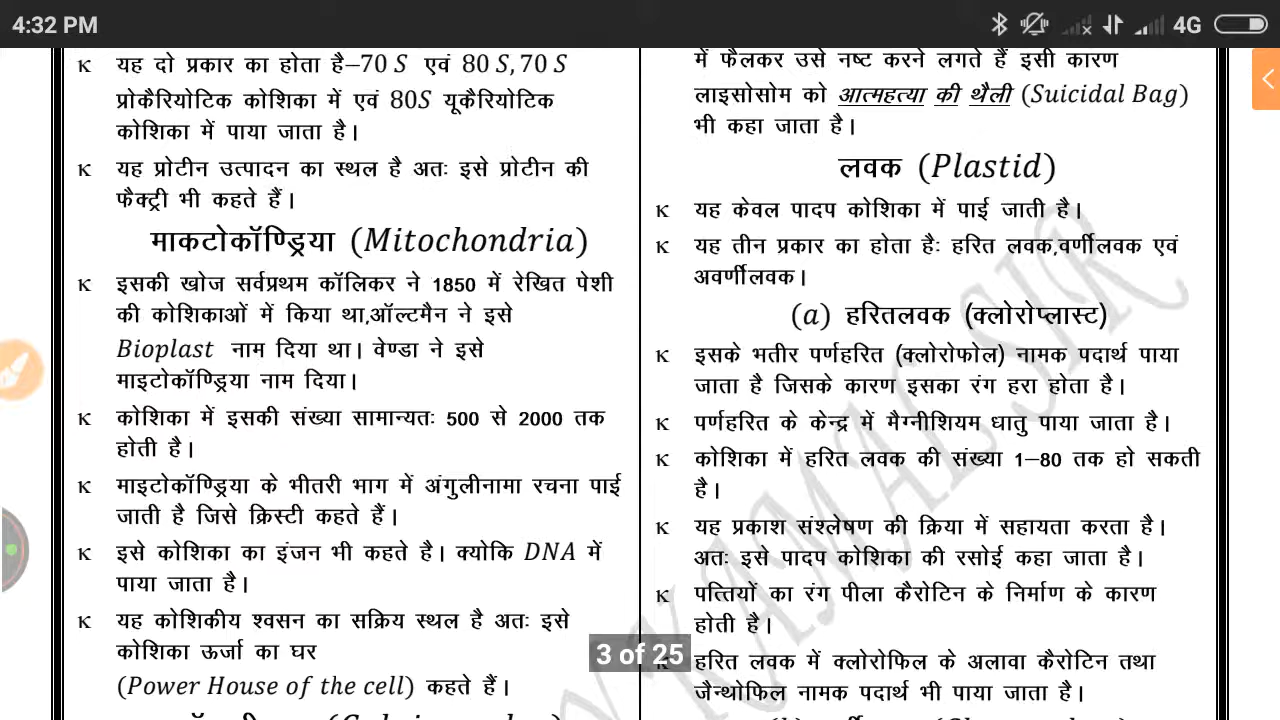 4:32 PM
4G
κ यह दो प्रकार का होता है–70 S एवं 80 S, 70 S
प्रोकैरियोटिक कोशिका में एवं 80S यूकैरियोटिक
कोशिका में पाया जाता है।
κ यह प्रोटीन उत्पादन का स्थल है अतः इसे प्रोटीन की
फैक्ट्री भी कहते हैं।
माकटोकॉण्ड्रिया (Mitochondria)
κ इसकी खोज सर्वप्रथम कॉलिकर ने 1850 में रेखित पेशी
की कोशिकाओं में किया था,ऑल्टमैन ने इसे
Bioplast नाम दिया था। वेण्डा ने इसे
माइटोकॉण्ड्रिया नाम दिया।
κ कोशिका में इसकी संख्या सामान्यतः 500 से 2000 तक
होती है।
κ माइटोकॉण्ड्रिया के भीतरी भाग में अंगुलीनामा रचना पाई
जाती है जिसे क्रिस्टी कहते हैं।
κ इसे कोशिका का इंजन भी कहते है। क्योकि DNA में
पाया जाता है।
κ यह कोशिकीय श्वसन का सक्रिय स्थल है अतः इसे
कोशिका ऊर्जा का घर
(Power House of the cell) कहते हैं।
में फैलकर उसे नष्ट करने लगते हैं इसी कारण
लाइसोसोम को आत्महत्या की थैली (Suicidal Bag)
भी कहा जाता है।
लवक (Plastid)
κ यह केवल पादप कोशिका में पाई जाती है।
κ यह तीन प्रकार का होता हैः हरित लवक,वर्णीलवक एवं
अवर्णीलवक।
(a) हरितलवक (क्लोरोप्लास्ट)
κ इसके भतीर पर्णहरित (क्लोरोफोल) नामक पदार्थ पाया
जाता है जिसके कारण इसका रंग हरा होता है।
κ पर्णहरित के केन्द्र में मैग्नीशियम धातु पाया जाता है।
κ कोशिका में हरित लवक की संख्या 1–80 तक हो सकती
है।
κ यह प्रकाश संश्लेषण की क्रिया में सहायता करता है।
अतः इसे पादप कोशिका की रसोई कहा जाता है।
κ पत्तियों का रंग पीला कैरोटिन के निर्माण के कारण
होती है।
κ हरित लवक में क्लोरोफिल के अलावा कैरोटिन तथा
जैन्थोफिल नामक पदार्थ भी पाया जाता है।
3 of 25
KAMAL SIR